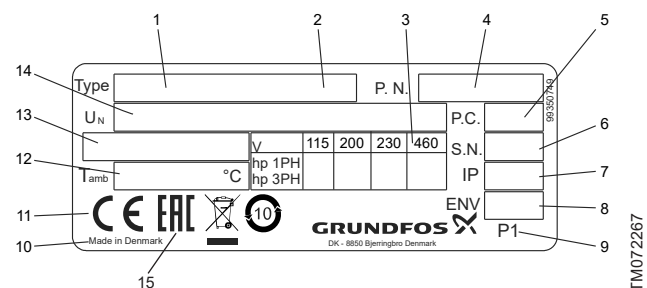 1 2 3 4 5
14 Type P. N.
13 UN P.C. 99350749
V 115 200 230 460 S.N. 6
12 hp 1PH
Tamb °C hp 3PH IP 7
11 CE EAC 10 ENV 8
GRUNDFOS P1
10 Made in Denmark DK - 8850 Bjerringbro Denmark 9
15
TM072267